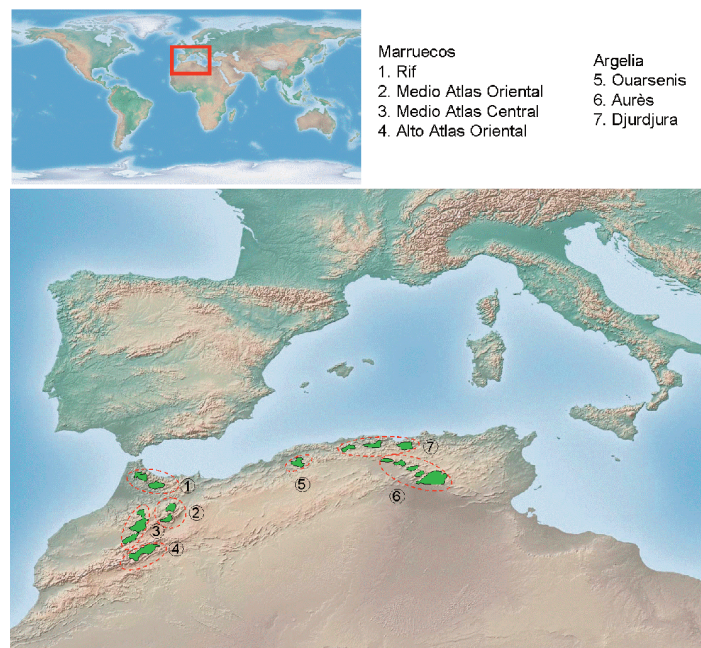 Marruecos
1. Rif
2. Medio Atlas Oriental
3. Medio Atlas Central
4. Alto Atlas Oriental
Argelia
5. Ouarsenis
6. Aurès
7. Djurdjura
7
5
6
1
2
3
4